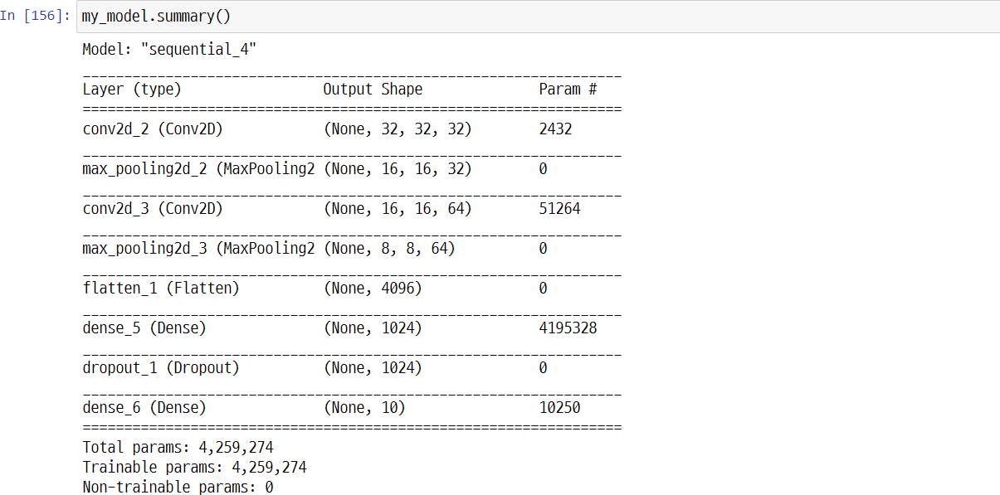 In [156]: my_model.summary()
Model: "sequential_4"
_________________________________________________________________
Layer (type)                 Output Shape              Param #
=================================================================
conv2d_2 (Conv2D)            (None, 32, 32, 32)        2432
_________________________________________________________________
max_pooling2d_2 (MaxPooling2 (None, 16, 16, 32)        0
_________________________________________________________________
conv2d_3 (Conv2D)            (None, 16, 16, 64)        51264
_________________________________________________________________
max_pooling2d_3 (MaxPooling2 (None, 8, 8, 64)          0
_________________________________________________________________
flatten_1 (Flatten)          (None, 4096)              0
_________________________________________________________________
dense_5 (Dense)              (None, 1024)              4195328
_________________________________________________________________
dropout_1 (Dropout)          (None, 1024)              0
_________________________________________________________________
dense_6 (Dense)              (None, 10)                10250
=================================================================
Total params: 4,259,274
Trainable params: 4,259,274
Non-trainable params: 0